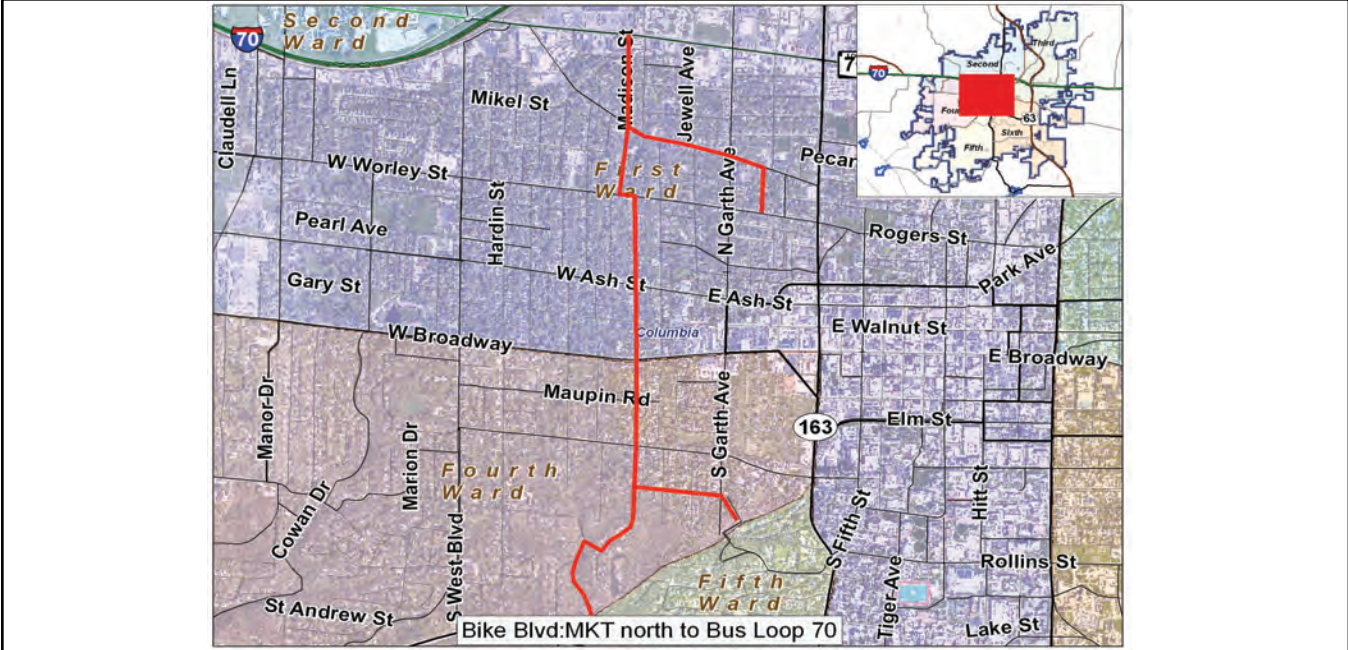 Second
Ward
70
Claudell Ln
Mikel St
Madison St
Jewell Ave
7
70
Second
Third
Fou
63
Sixth
Fifth
First
Ward
W Worley St
Pecar
Hardin St
N Garth Ave
Pearl Ave
Rogers St
Gary St
W Ash St
E Ash St
Park Ave
Columbia
E Walnut St
W Broadway
E Broadway
Manor Dr
Maupin Rd
163
Elm St
S Garth Ave
Marion Dr
Fourth
Ward
Hitt St
Cowan Dr
S West Blvd
S Fifth St
Rollins St
Fifth
Ward
Tiger Ave
St Andrew St
Lake St
Bike Blvd:MKT north to Bus Loop 70